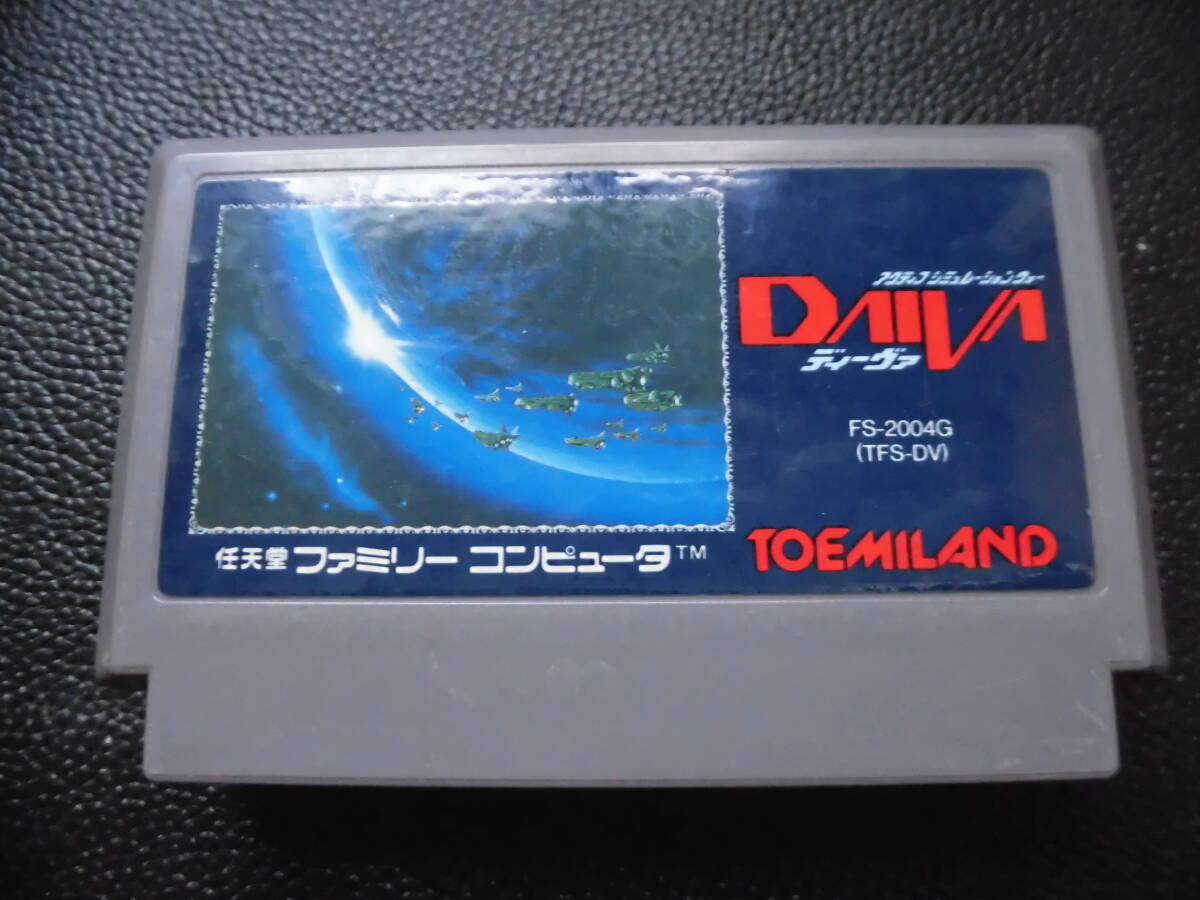 アクティブ シミュレーション ウォー
DAIVA
ディーヴァ
FS-2004G
(TFS-DV)
TOEMILAND
任天堂 ファミリー コンピュータ™